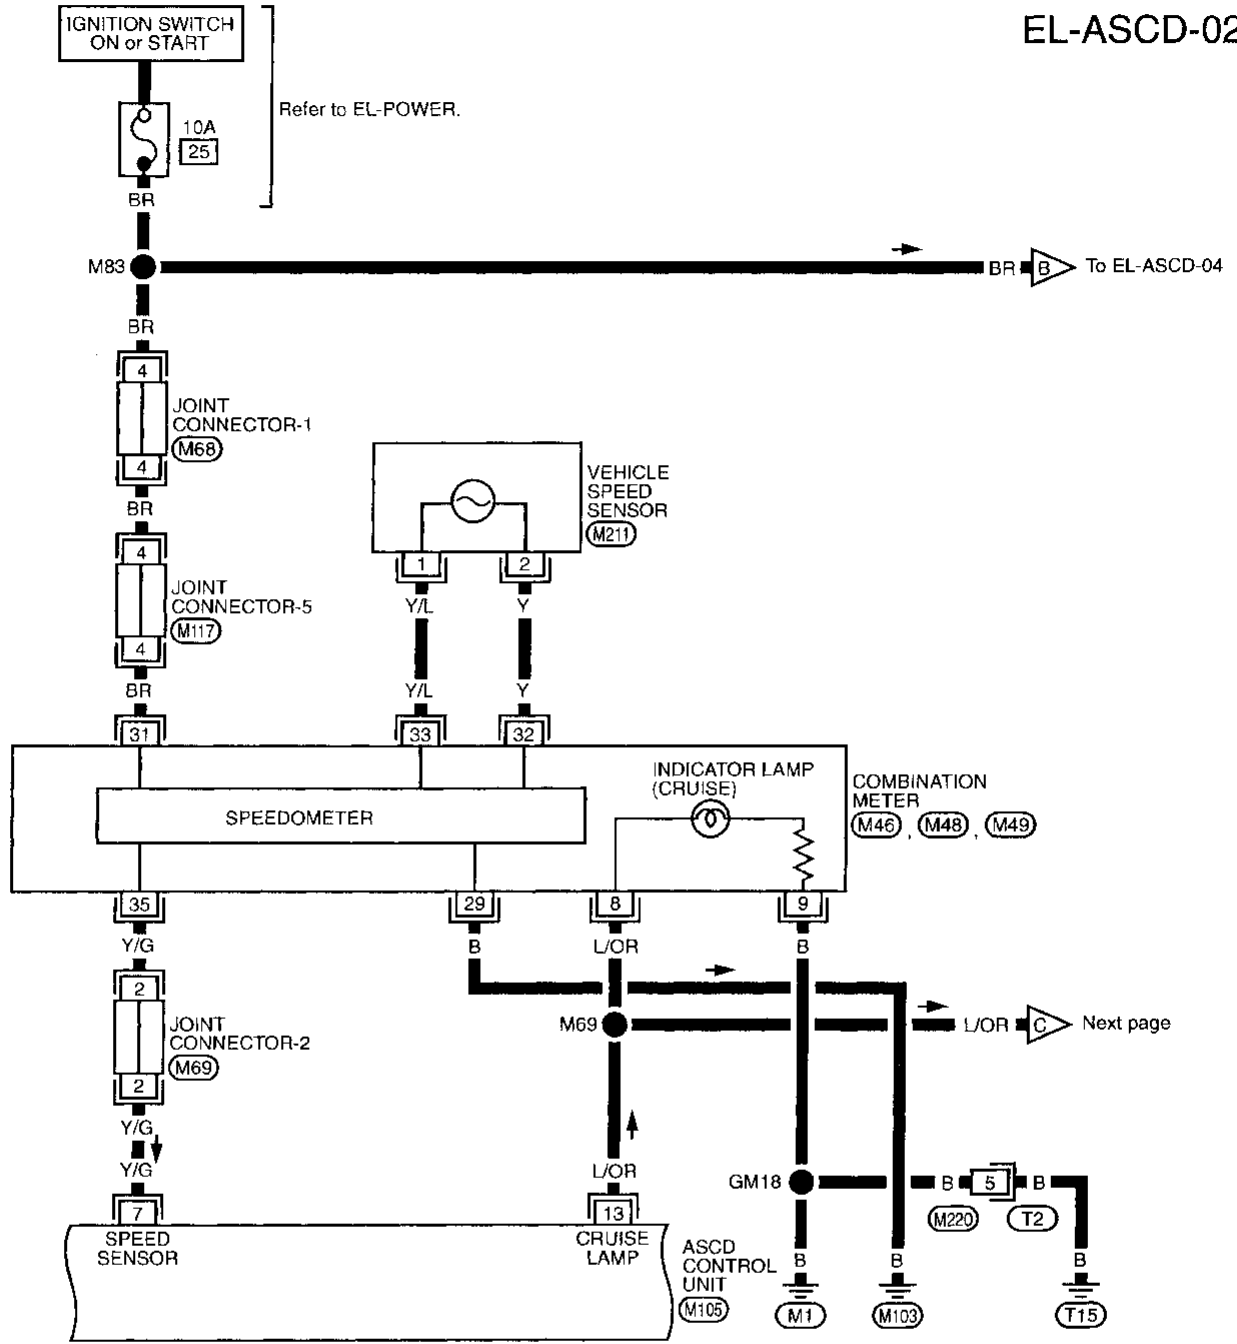 EL-ASCD-02
IGNITION SWITCH
ON or START
Refer to EL-POWER.
10A
25
BR
M83
BR
B
To EL-ASCD-04
BR
4
JOINT
CONNECTOR-1
M68
4
BR
4
JOINT
CONNECTOR-5
M117
4
BR
31
VEHICLE
SPEED
SENSOR
M211
1
2
Y/L
Y
Y/L
Y
33
32
SPEEDOMETER
INDICATOR LAMP
(CRUISE)
COMBINATION
METER
M46 , M48 , M49
35
29
8
9
Y/G
B
L/OR
B
2
JOINT
CONNECTOR-2
M69
2
Y/G
Y/G
7
SPEED
SENSOR
M69
L/OR
C
Next page
L/OR
13
CRUISE
LAMP
ASCD
CONTROL
UNIT
M105
GM18
B
5
B
M220
T2
B
B
B
M1
M103
T15